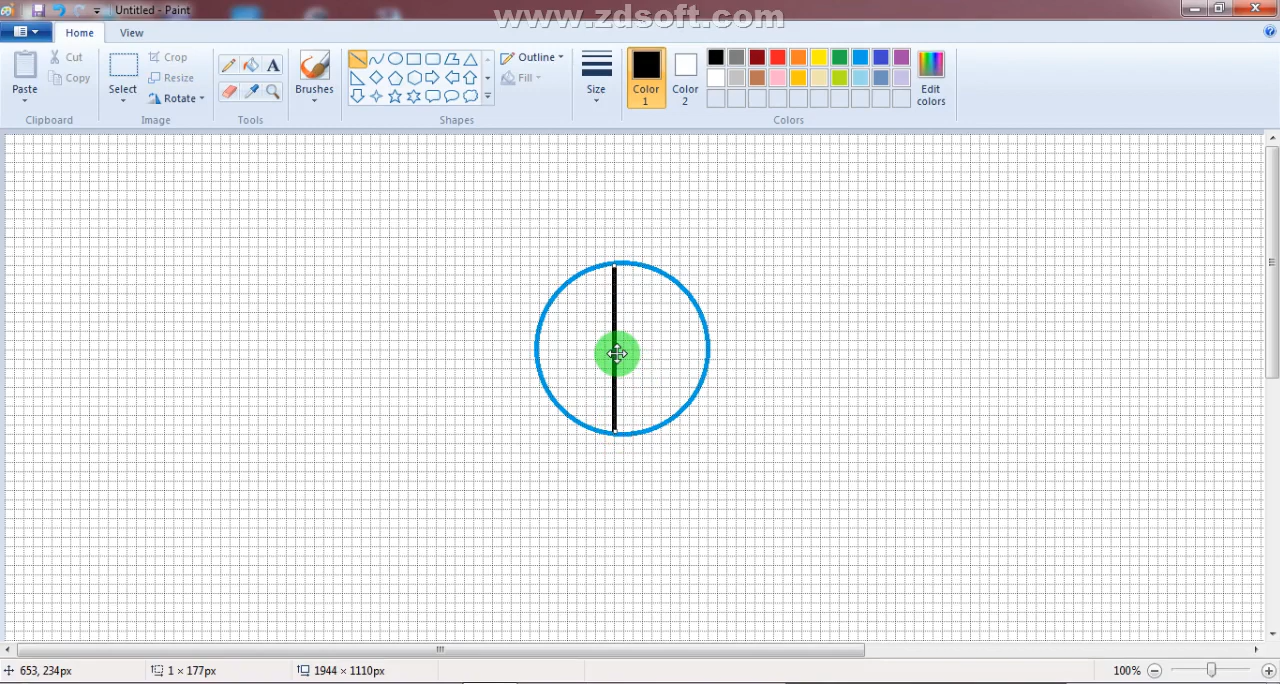 Untitled - Paint
www.zdsoft.com
Home
View
Paste
Cut
Copy
Clipboard
Select
Crop
Resize
Rotate
Image
A
Tools
Brushes
Shapes
Outline
Fill
Size
Color
1
Color
2
Edit
colors
Colors
653, 234px
1 × 177px
1944 × 1110px
100%